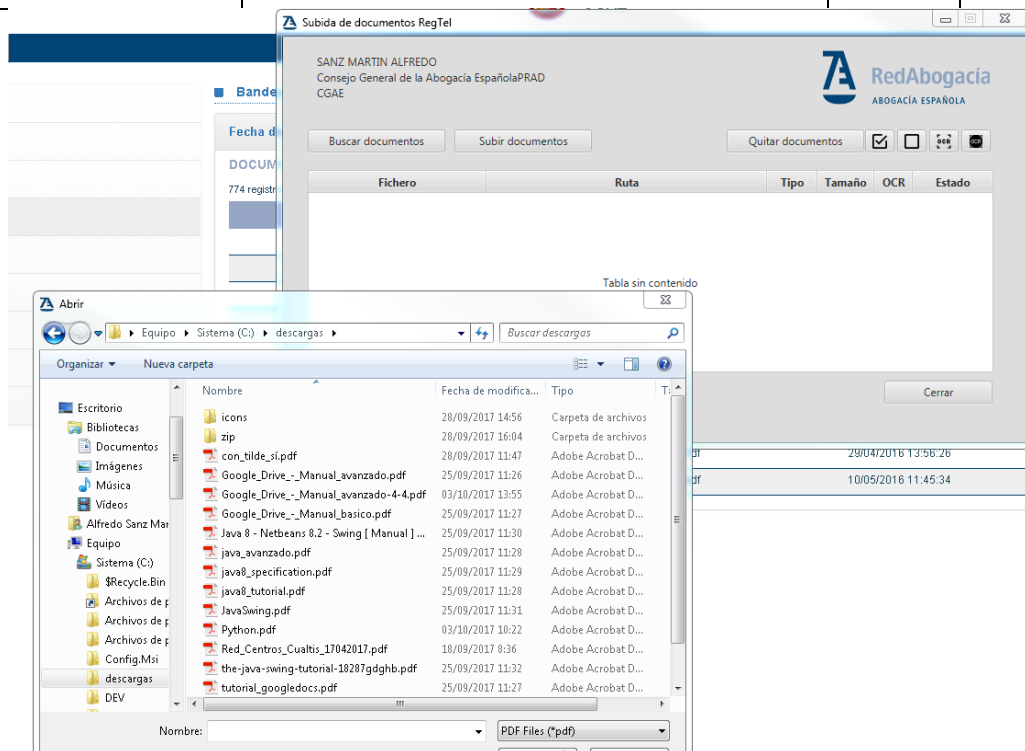 Subida de documentos RegTel
SANZ MARTIN ALFREDO
Consejo General de la Abogacía EspañolaPRAD
CGAE
RedAbogacía
ABOGACÍA ESPAÑOLA
Bande
Fecha d
Buscar documentos Subir documentos Quitar documentos OCR OCR
DOCUM
774 registr
Fichero Ruta Tipo Tamaño OCR Estado
Tabla sin contenido
Abrir
Equipo Sistema (C:) descargas Buscar descargas
Organizar Nueva carpeta
Cerrar
Nombre Fecha de modifica... Tipo
Escritorio
Bibliotecas
Documentos
Imágenes
Música
Vídeos
Alfredo Sanz Mar
Equipo
Sistema (C:)
$Recycle.Bin
Archivos de p
Archivos de p
Archivos de p
Config.Msi
descargas
DEV
icons 28/09/2017 14:56 Carpeta de archivos
zip 28/09/2017 16:04 Carpeta de archivos
con_tilde_sí.pdf 28/09/2017 11:47 Adobe Acrobat D...
Google_Drive_-_Manual_avanzado.pdf 25/09/2017 11:26 Adobe Acrobat D...
Google_Drive_-_Manual_avanzado-4-4.pdf 03/10/2017 13:55 Adobe Acrobat D...
Google_Drive_-_Manual_basico.pdf 25/09/2017 11:27 Adobe Acrobat D...
Java 8 - Netbeans 8.2 - Swing [ Manual ] ... 25/09/2017 11:30 Adobe Acrobat D...
java_avanzado.pdf 25/09/2017 11:28 Adobe Acrobat D...
java8_specification.pdf 25/09/2017 11:29 Adobe Acrobat D...
java8_tutorial.pdf 25/09/2017 11:28 Adobe Acrobat D...
JavaSwing.pdf 25/09/2017 11:31 Adobe Acrobat D...
Python.pdf 03/10/2017 10:22 Adobe Acrobat D...
Red_Centros_Cualtis_17042017.pdf 18/09/2017 8:36 Adobe Acrobat D...
the-java-swing-tutorial-18287gdghb.pdf 25/09/2017 11:32 Adobe Acrobat D...
tutorial_googledocs.pdf 25/09/2017 11:27 Adobe Acrobat D...
29/04/2016 13:56:26
10/05/2016 11:45:34
Nombre: PDF Files (*pdf)